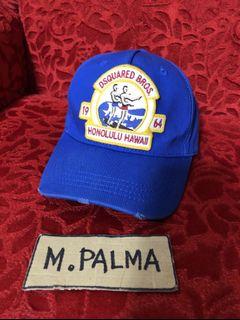 DSQUARED BROS.
19 64
HONOLULU HAWAII
M. PALMA